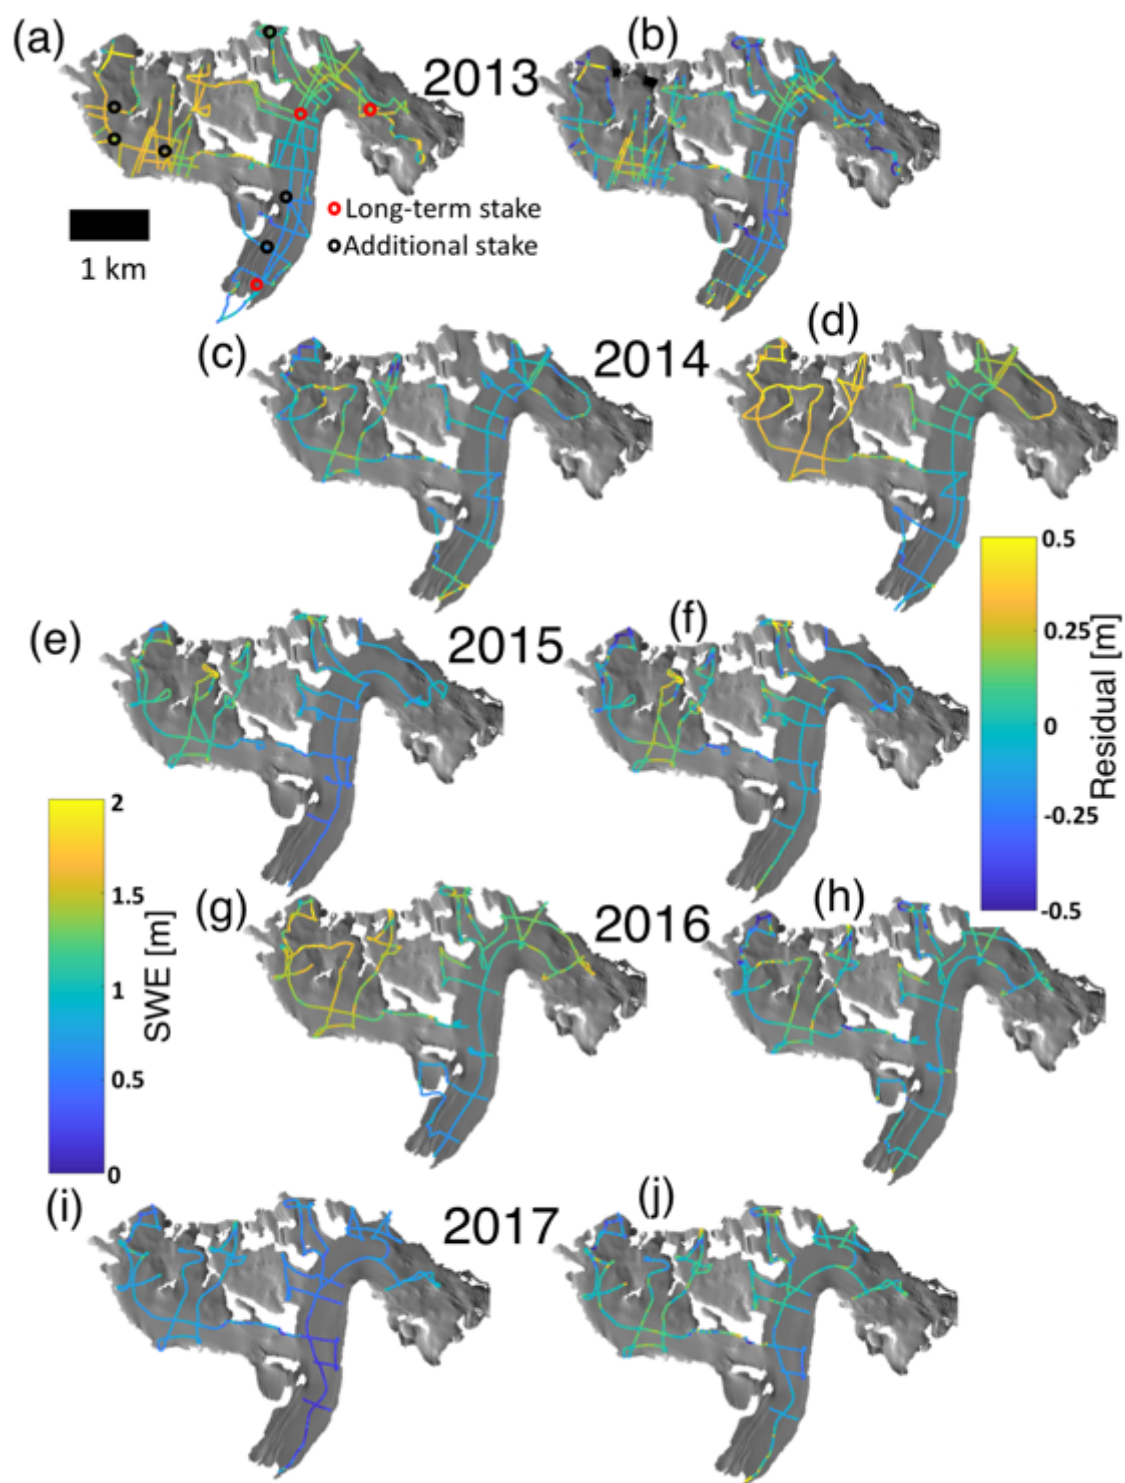 (a)
2013
(b)
Long-term stake
Additional stake
1 km
(c)
2014
(d)
(e)
2015
(f)
0.5
0.25
0
-0.25
-0.5
Residual [m]
2
1.5
1
0.5
0
SWE [m]
(g)
2016
(h)
(i)
2017
(j)